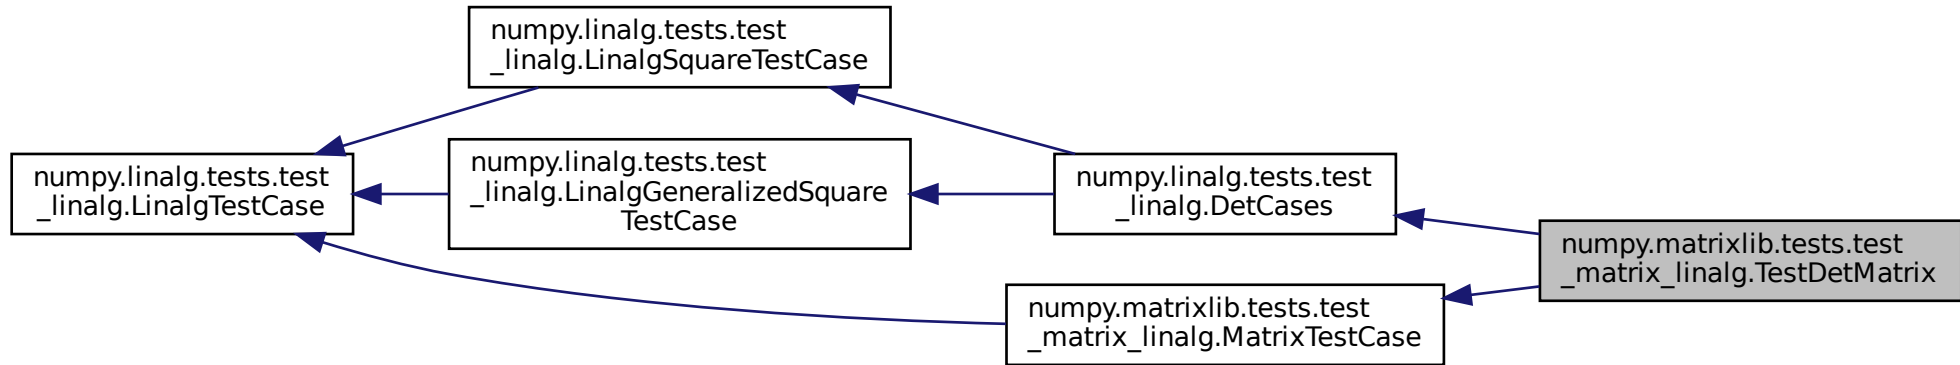 numpy.linalg.tests.test
_linalg.LinalgSquareTestCase
numpy.linalg.tests.test
_linalg.LinalgTestCase
numpy.linalg.tests.test
_linalg.LinalgGeneralizedSquare
TestCase
numpy.linalg.tests.test
_linalg.DetCases
numpy.matrixlib.tests.test
_matrix_linalg.TestDetMatrix
numpy.matrixlib.tests.test
_matrix_linalg.MatrixTestCase